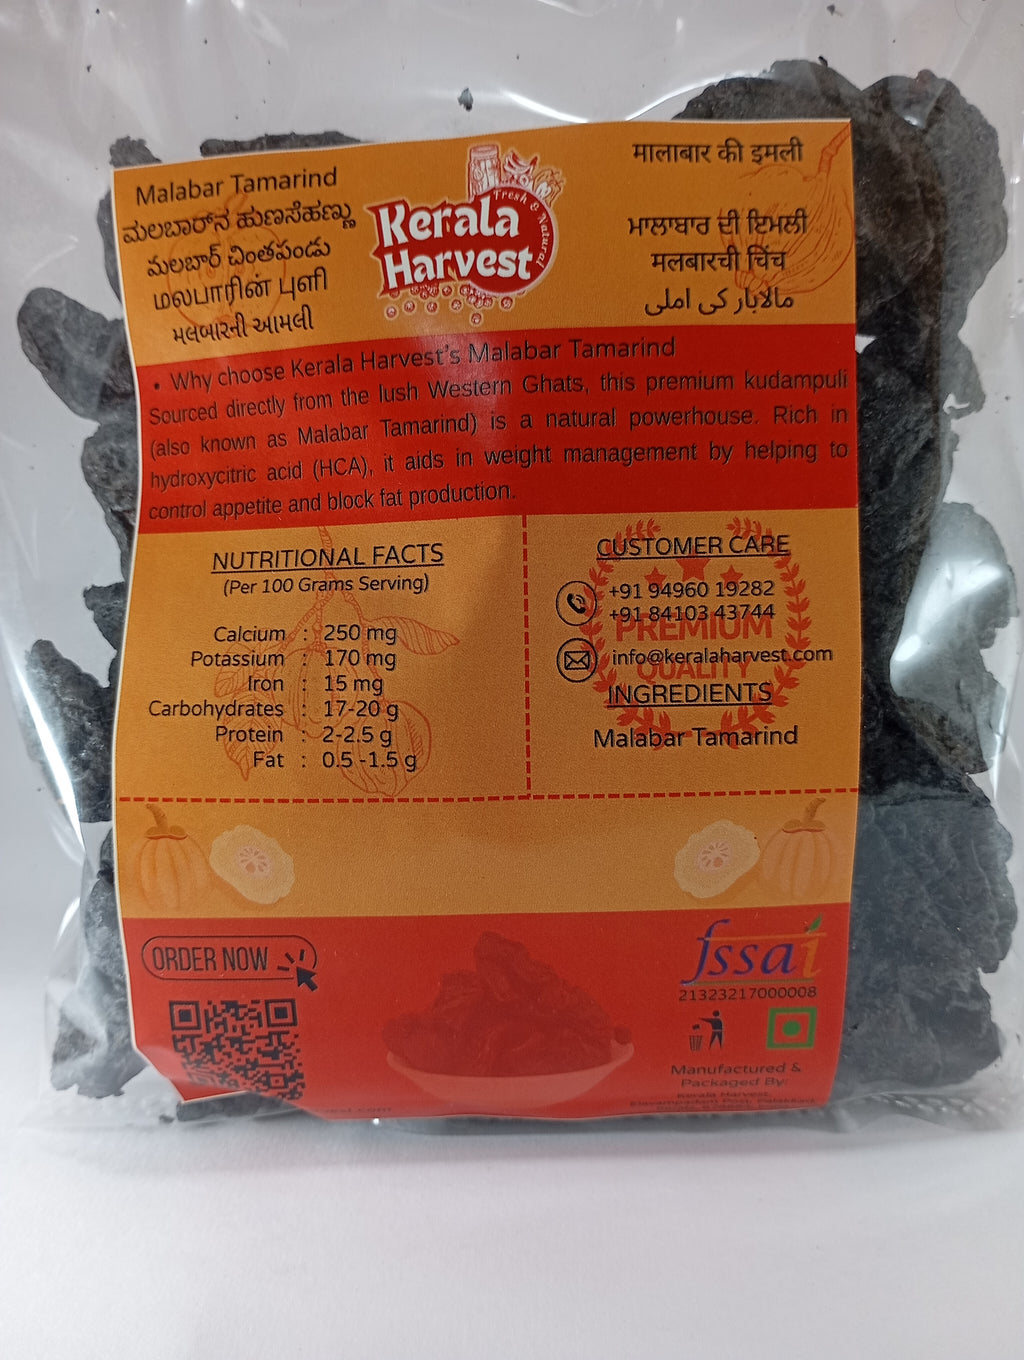 Malabar Tamarind
ಮಲಬಾರ್‌ನ ಹುಣಸೆಹಣ್ಣು
మలబార్ చింతపండు
மலபாரின் புளி
મલબારની આમલી
Kerala
Harvest
Fresh & Natural
मालाबार की इमली
ਮਾਲਾਬਾਰ ਦੀ ਇਮਲੀ
मलबारची चिंच
مالابار کی املی
• Why choose Kerala Harvest's Malabar Tamarind
Sourced directly from the lush Western Ghats, this premium kudampuli
(also known as Malabar Tamarind) is a natural powerhouse. Rich in
hydroxycitric acid (HCA), it aids in weight management by helping to
control appetite and block fat production.
NUTRITIONAL FACTS
(Per 100 Grams Serving)
Calcium : 250 mg
Potassium : 170 mg
Iron : 15 mg
Carbohydrates : 17-20 g
Protein : 2-2.5 g
Fat : 0.5 -1.5 g
CUSTOMER CARE
+91 94960 19282
+91 84103 43744
PREMIUM
info@keralaharvest.com
QUALITY
INGREDIENTS
Malabar Tamarind
ORDER NOW
fssai
21323217000008
Manufactured &
Packaged By:
Kerala Harvest,
Elavampadam Post, Palakkad